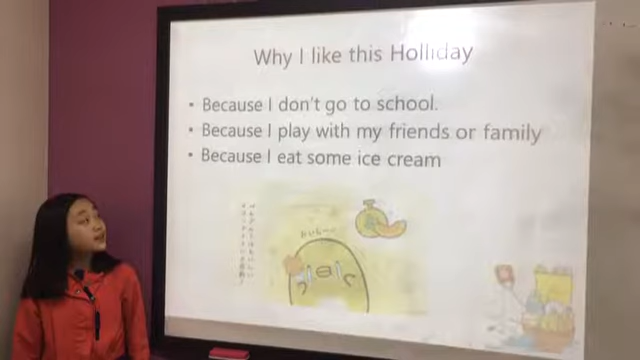 Why I like this Holliday
• Because I don't go to school.
• Because I play with my friends or family
• Because I eat some ice cream